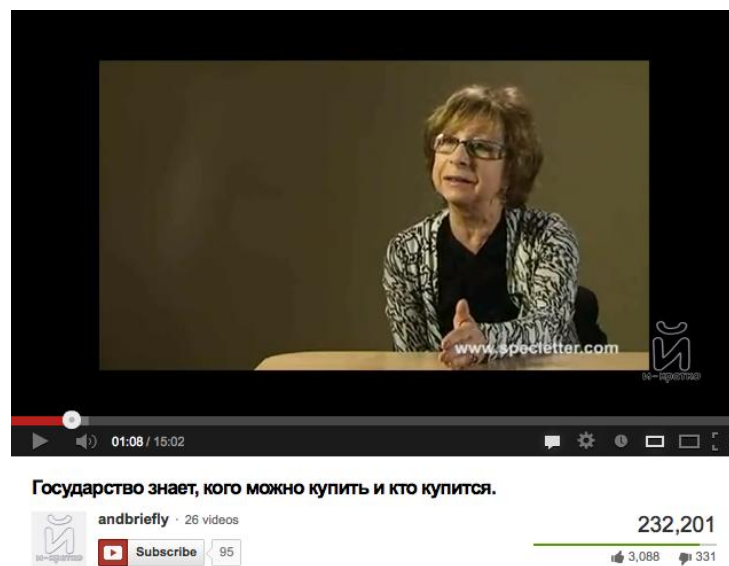 www.specletter.com
Й
и-кратко
01:08 / 15:02
Государство знает, кого можно купить и кто купится.
Й
и-кратко
andbriefly · 26 videos
Subscribe 95
232,201
3,088 331